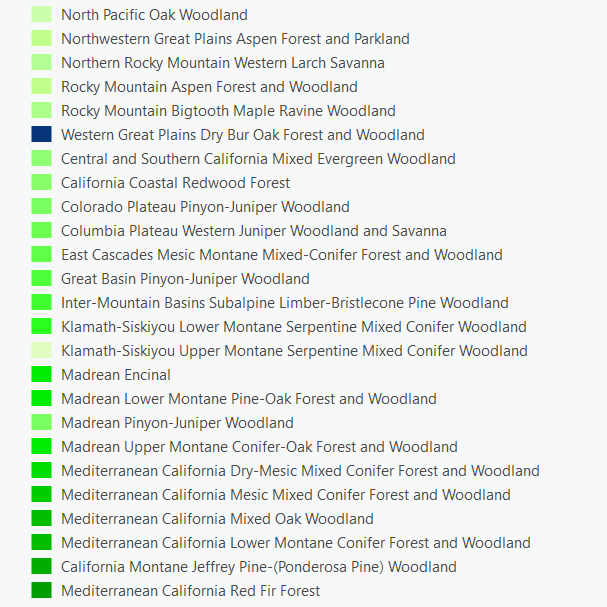 North Pacific Oak Woodland
Northwestern Great Plains Aspen Forest and Parkland
Northern Rocky Mountain Western Larch Savanna
Rocky Mountain Aspen Forest and Woodland
Rocky Mountain Bigtooth Maple Ravine Woodland
Western Great Plains Dry Bur Oak Forest and Woodland
Central and Southern California Mixed Evergreen Woodland
California Coastal Redwood Forest
Colorado Plateau Pinyon-Juniper Woodland
Columbia Plateau Western Juniper Woodland and Savanna
East Cascades Mesic Montane Mixed-Conifer Forest and Woodland
Great Basin Pinyon-Juniper Woodland
Inter-Mountain Basins Subalpine Limber-Bristlecone Pine Woodland
Klamath-Siskiyou Lower Montane Serpentine Mixed Conifer Woodland
Klamath-Siskiyou Upper Montane Serpentine Mixed Conifer Woodland
Madrean Encinal
Madrean Lower Montane Pine-Oak Forest and Woodland
Madrean Pinyon-Juniper Woodland
Madrean Upper Montane Conifer-Oak Forest and Woodland
Mediterranean California Dry-Mesic Mixed Conifer Forest and Woodland
Mediterranean California Mesic Mixed Conifer Forest and Woodland
Mediterranean California Mixed Oak Woodland
Mediterranean California Lower Montane Conifer Forest and Woodland
California Montane Jeffrey Pine-(Ponderosa Pine) Woodland
Mediterranean California Red Fir Forest